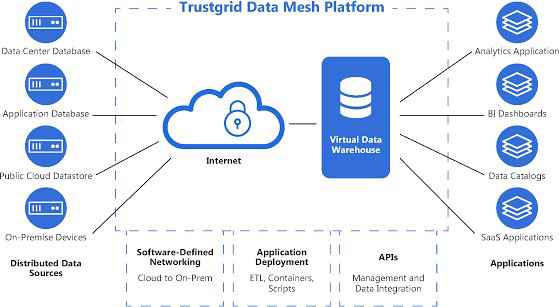 Trustgrid Data Mesh Platform
Data Center Database
Application Database
Public Cloud Datastore
On-Premise Devices
Distributed Data
Sources
Internet
Virtual Data
Warehouse
Analytics Application
BI Dashboards
Data Catalogs
SaaS Applications
Applications
Software-Defined
Networking
Cloud to On-Prem
Application
Deployment
ETL, Containers,
Scripts
APIs
Management and
Data Integration